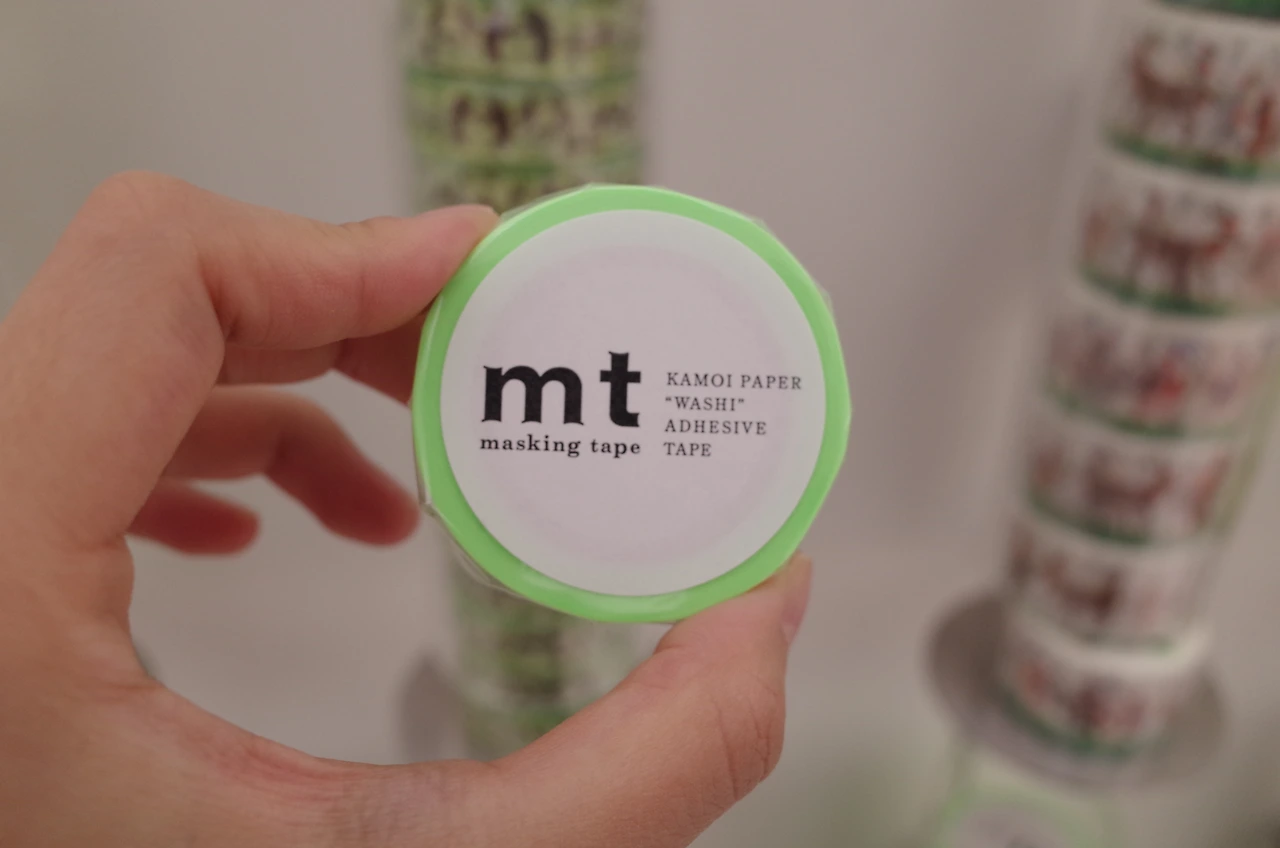 mt
masking tape
KAMOI PAPER
“WASHI”
ADHESIVE
TAPE